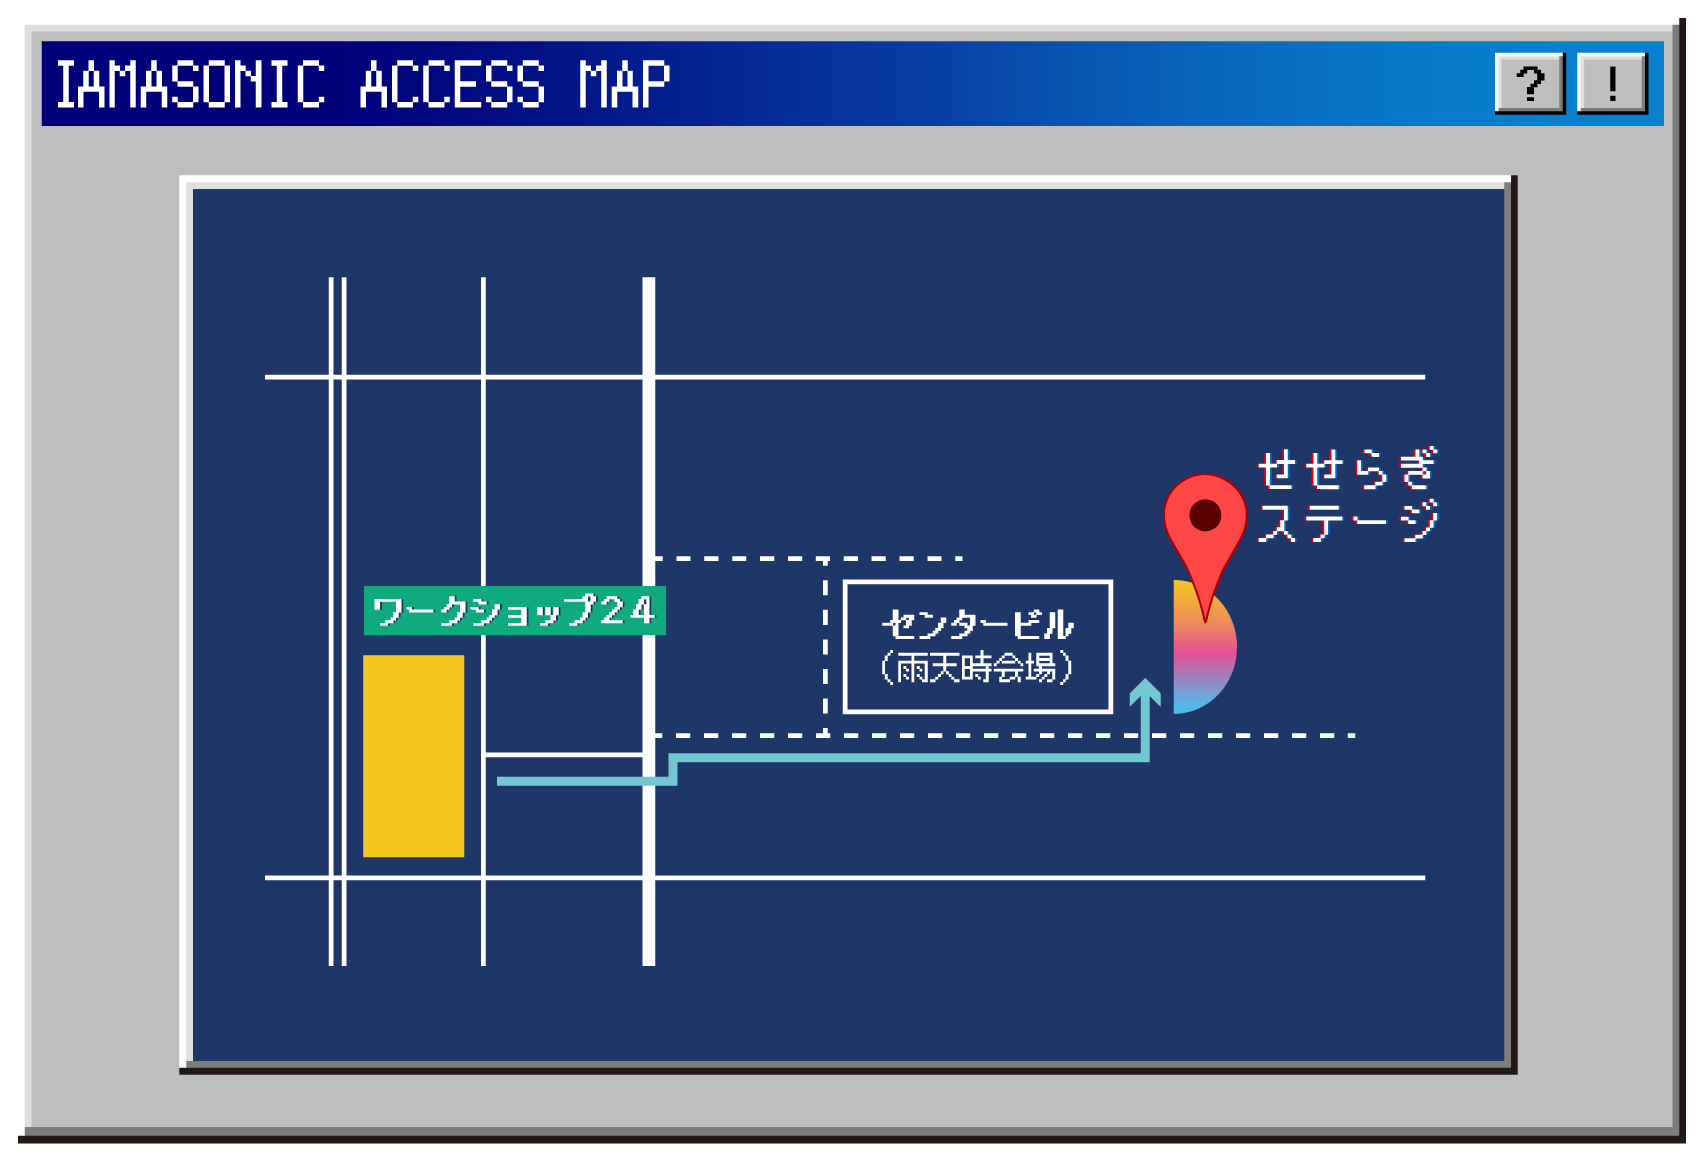 IAMASONIC ACCESS MAP
? !
せせらぎ
ステージ
ワークショップ24
センタービル
（雨天時会場）